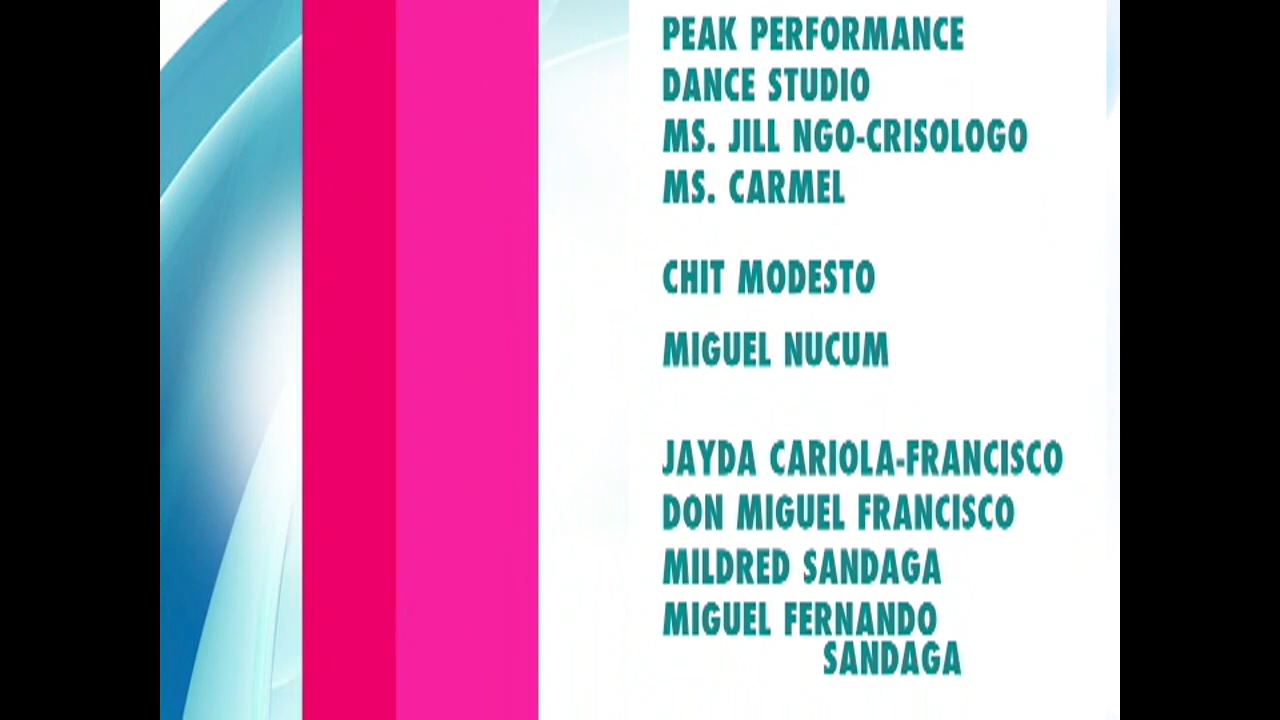 PEAK PERFORMANCE
DANCE STUDIO
MS. JILL NGO-CRISOLOGO
MS. CARMEL
CHIT MODESTO
MIGUEL NUCUM
JAYDA CARIOLA-FRANCISCO
DON MIGUEL FRANCISCO
MILDRED SANDAGA
MIGUEL FERNANDO
SANDAGA